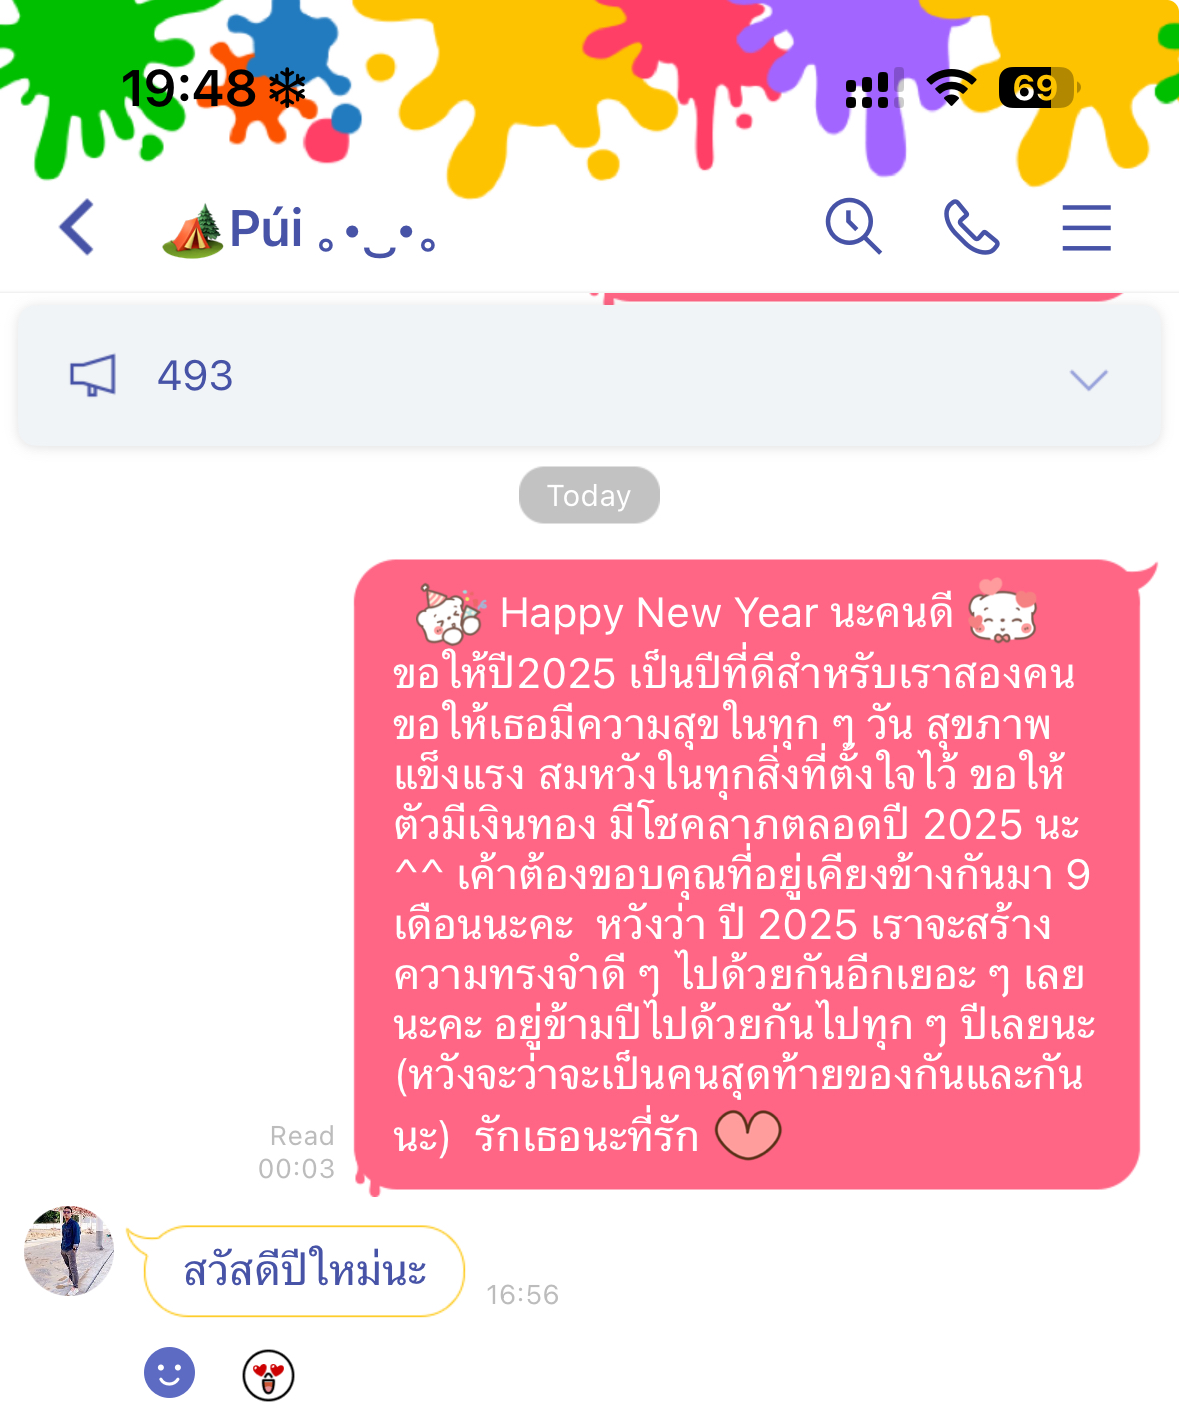 19:48
69
Púi ｡•‿•｡
493
Today
Happy New Year นะคนดี
ขอให้ปี2025 เป็นปีที่ดีสำหรับเราสองคน
ขอให้เธอมีความสุขในทุก ๆ วัน สุขภาพ
แข็งแรง สมหวังในทุกสิ่งที่ตั้งใจไว้ ขอให้
ตัวมีเงินทอง มีโชคลาภตลอดปี 2025 นะ
^^ เค้าต้องขอบคุณที่อยู่เคียงข้างกันมา 9
เดือนนะคะ  หวังว่า ปี 2025 เราจะสร้าง
ความทรงจำดี ๆ ไปด้วยกันอีกเยอะ ๆ เลย
นะคะ อยู่ข้ามปีไปด้วยกันไปทุก ๆ ปีเลยนะ
(หวังจะว่าจะเป็นคนสุดท้ายของกันและกัน
นะ)  รักเธอนะที่รัก
Read
00:03
สวัสดีปีใหม่นะ
16:56